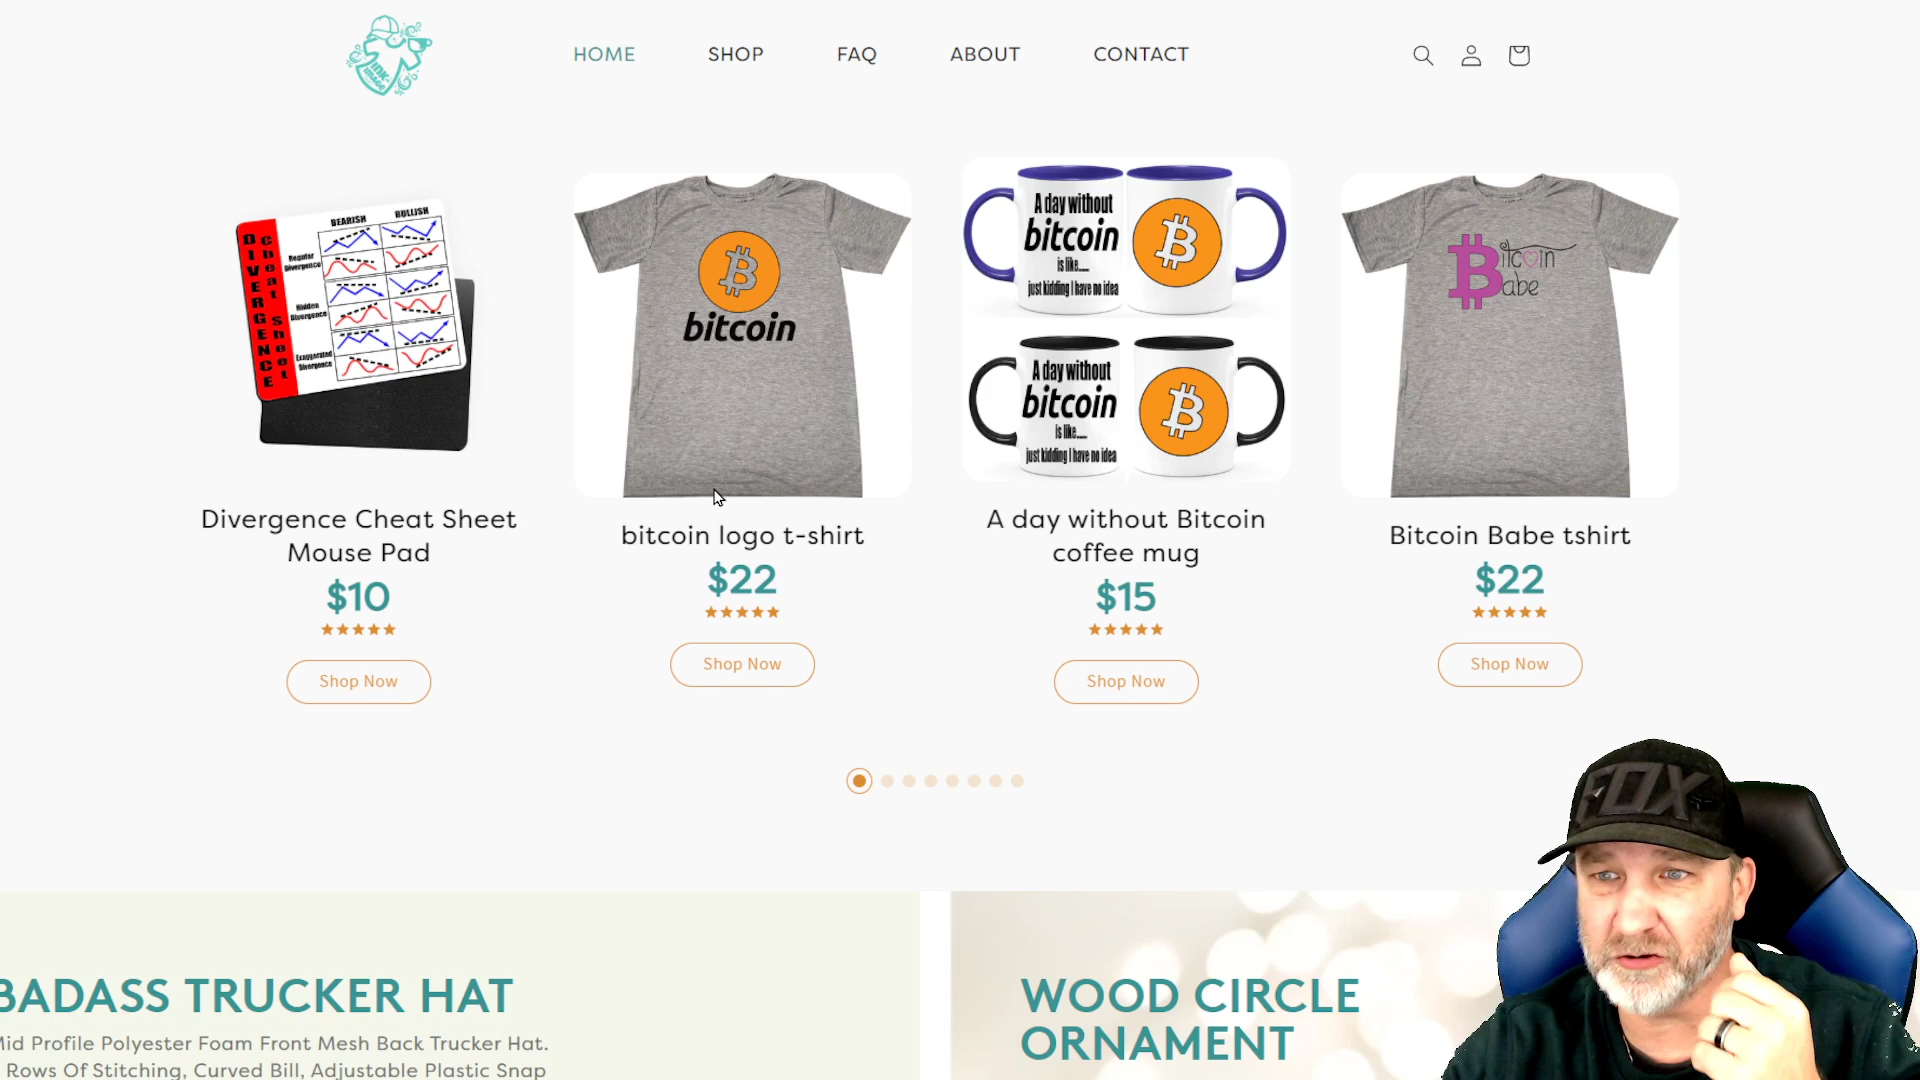 INK-
IMAGE
HOME
SHOP
FAQ
ABOUT
CONTACT
DIVERGENCE
Cheat Sheet
BEARISH
BULLISH
Regular
Divergence
Hidden
Divergence
Exaggerated
Divergence
bitcoin
A day without
bitcoin
is like.....
just kidding I have no idea
A day without
bitcoin
is like.....
just kidding I have no idea
Bitcoin
Babe
Divergence Cheat Sheet
Mouse Pad
$10
Shop Now
bitcoin logo t-shirt
$22
Shop Now
A day without Bitcoin
coffee mug
$15
Shop Now
Bitcoin Babe tshirt
$22
Shop Now
BADASS TRUCKER HAT
Mid Profile Polyester Foam Front Mesh Back Trucker Hat.
Rows Of Stitching, Curved Bill, Adjustable Plastic Snap
WOOD CIRCLE
ORNAMENT
FOX